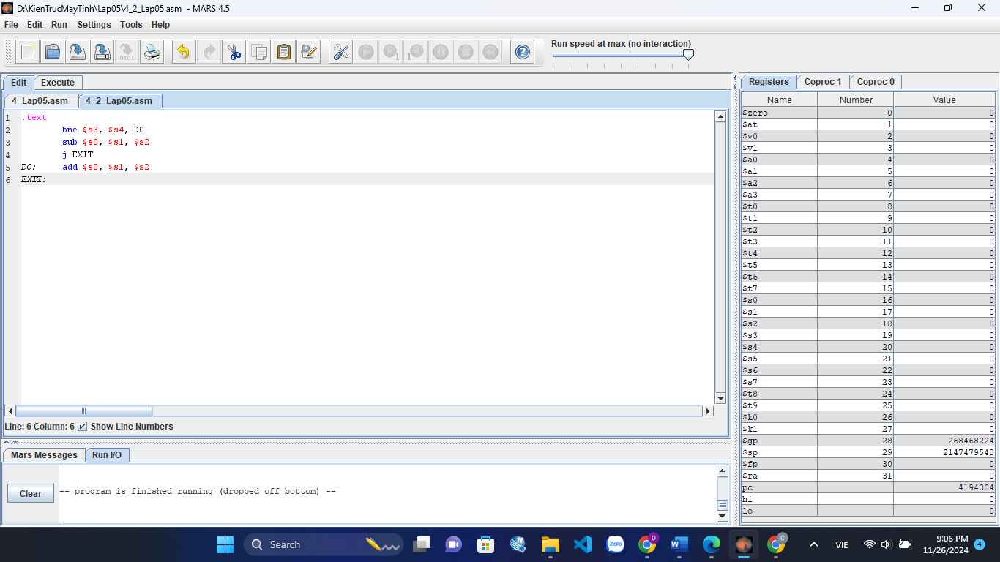 D:\KienTrucMayTinh\Lap05\4_2_Lap05.asm - MARS 4.5
File Edit Run Settings Tools Help
Run speed at max (no interaction)
Edit Execute
4_Lap05.asm 4_2_Lap05.asm
1 .text
2 bne $s3, $s4, DO
3 sub $s0, $s1, $s2
4 j EXIT
5 DO: add $s0, $s1, $s2
6 EXIT:
Line: 6 Column: 6 Show Line Numbers
Mars Messages Run I/O
Clear
-- program is finished running (dropped off bottom) --
Registers Coproc 1 Coproc 0
Name Number Value
$zero 0 0
$at 1 0
$v0 2 0
$v1 3 0
$a0 4 0
$a1 5 0
$a2 6 0
$a3 7 0
$t0 8 0
$t1 9 0
$t2 10 0
$t3 11 0
$t4 12 0
$t5 13 0
$t6 14 0
$t7 15 0
$s0 16 0
$s1 17 0
$s2 18 0
$s3 19 0
$s4 20 0
$s5 21 0
$s6 22 0
$s7 23 0
$t8 24 0
$t9 25 0
$k0 26 0
$k1 27 0
$gp 28 268468224
$sp 29 2147479548
$fp 30 0
$ra 31 0
pc 4194304
hi 0
lo 0
Search
Zalo
D
W
C
VIE
9:06 PM
11/26/2024
4